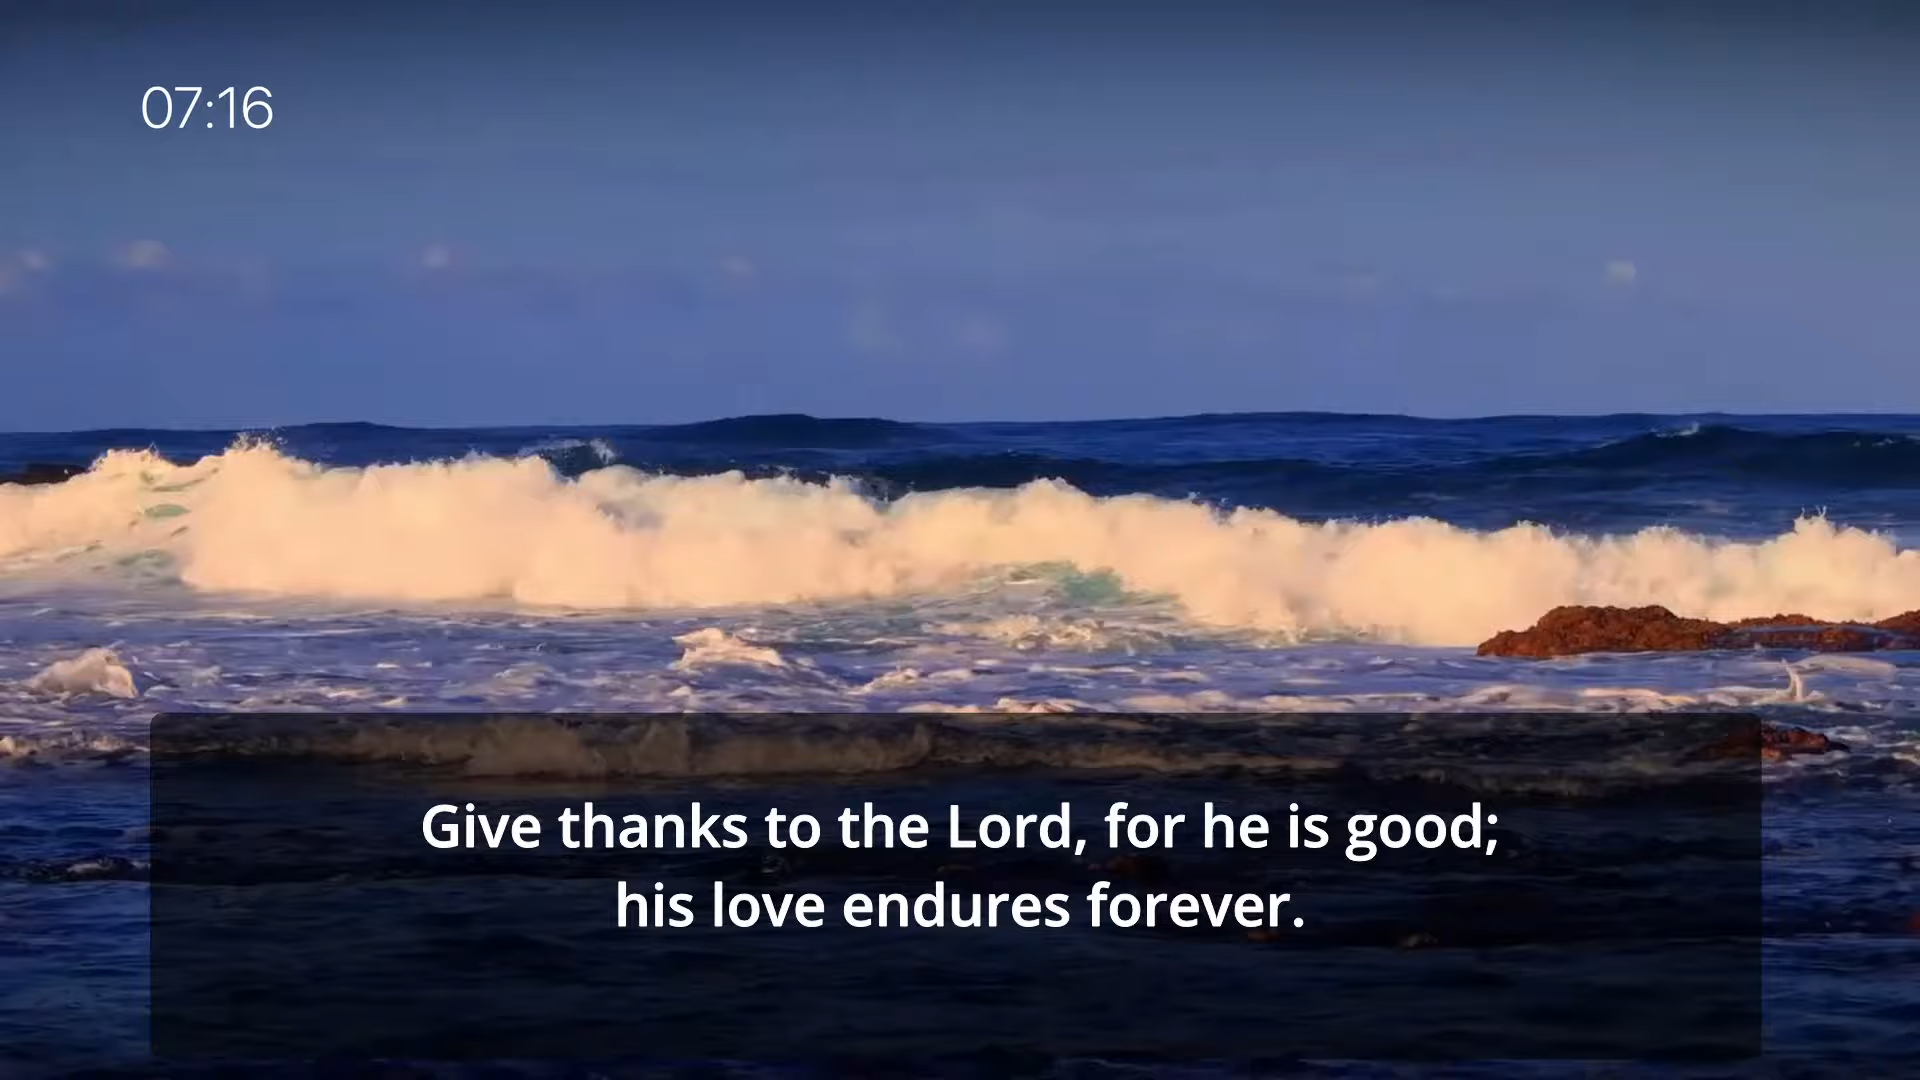 07:16
Give thanks to the Lord, for he is good;
his love endures forever.